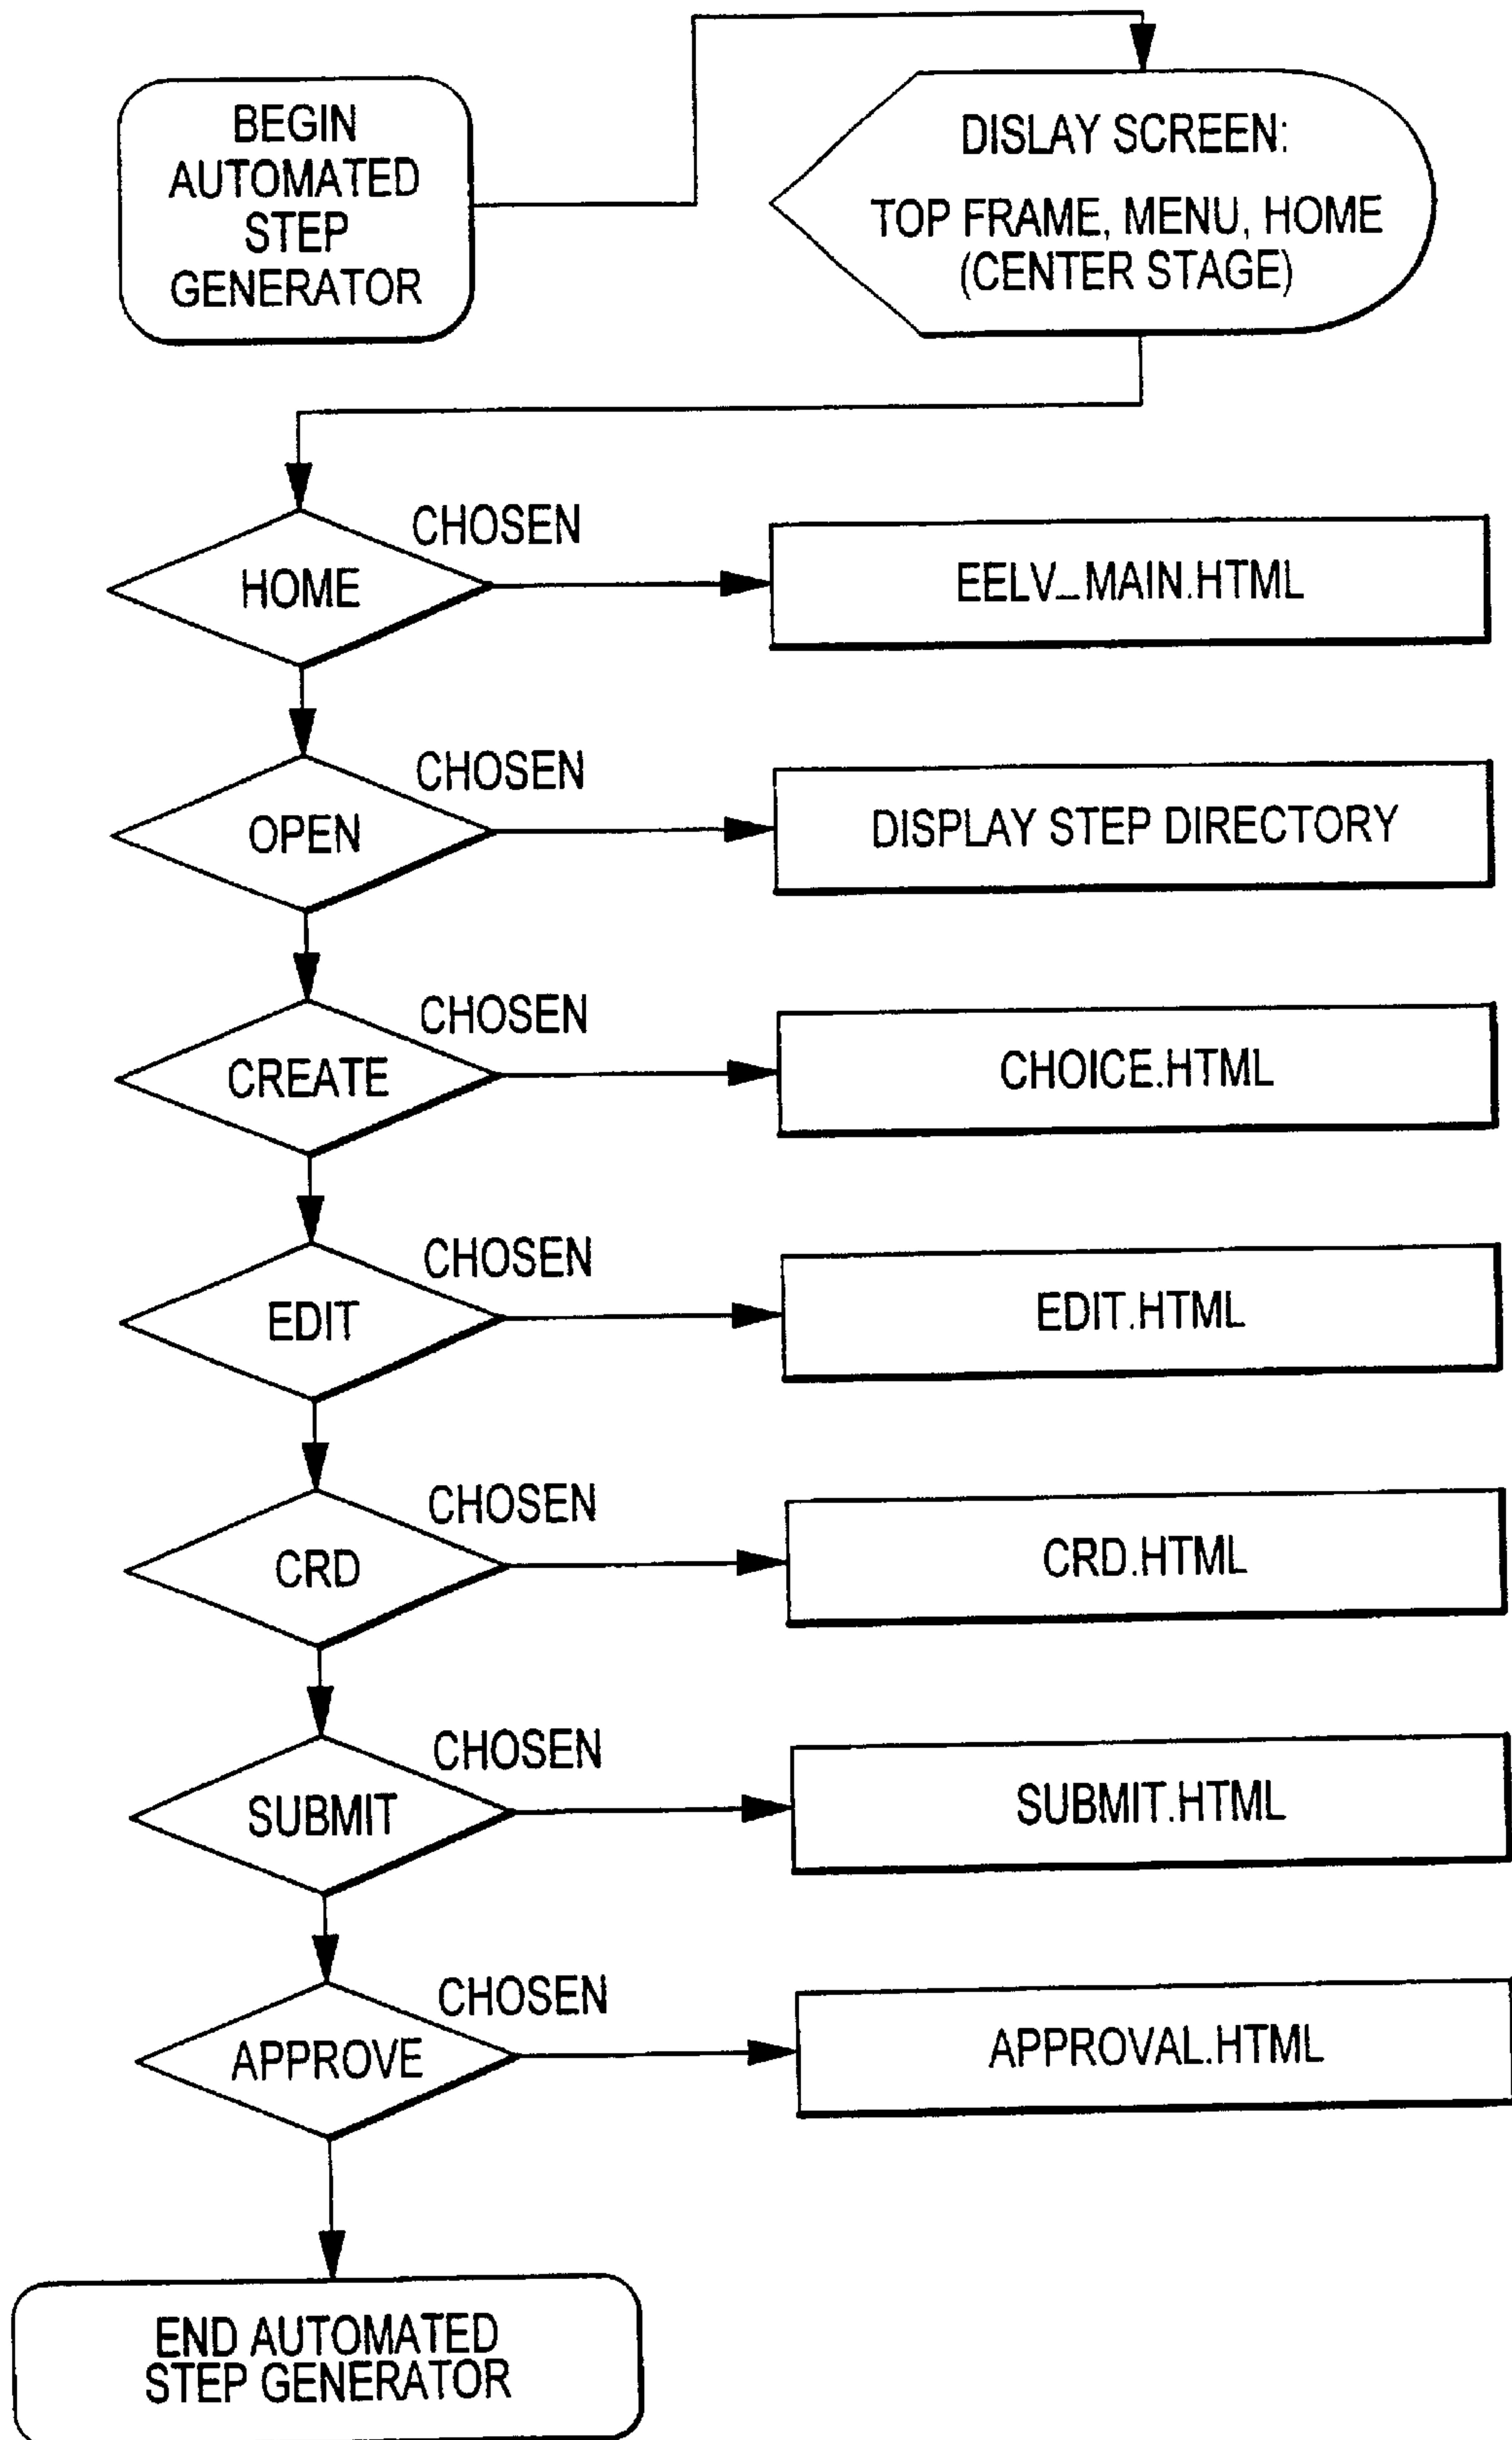 BEGIN
AUTOMATED
STEP
GENERATOR
DISLAY SCREEN:
TOP FRAME, MENU, HOME
(CENTER STAGE)
CHOSEN
HOME
EELV_MAIN.HTML
CHOSEN
OPEN
DISPLAY STEP DIRECTORY
CHOSEN
CREATE
CHOICE.HTML
CHOSEN
EDIT
EDIT.HTML
CHOSEN
CRD
CRD.HTML
CHOSEN
SUBMIT
SUBMIT.HTML
CHOSEN
APPROVE
APPROVAL.HTML
END AUTOMATED
STEP GENERATOR